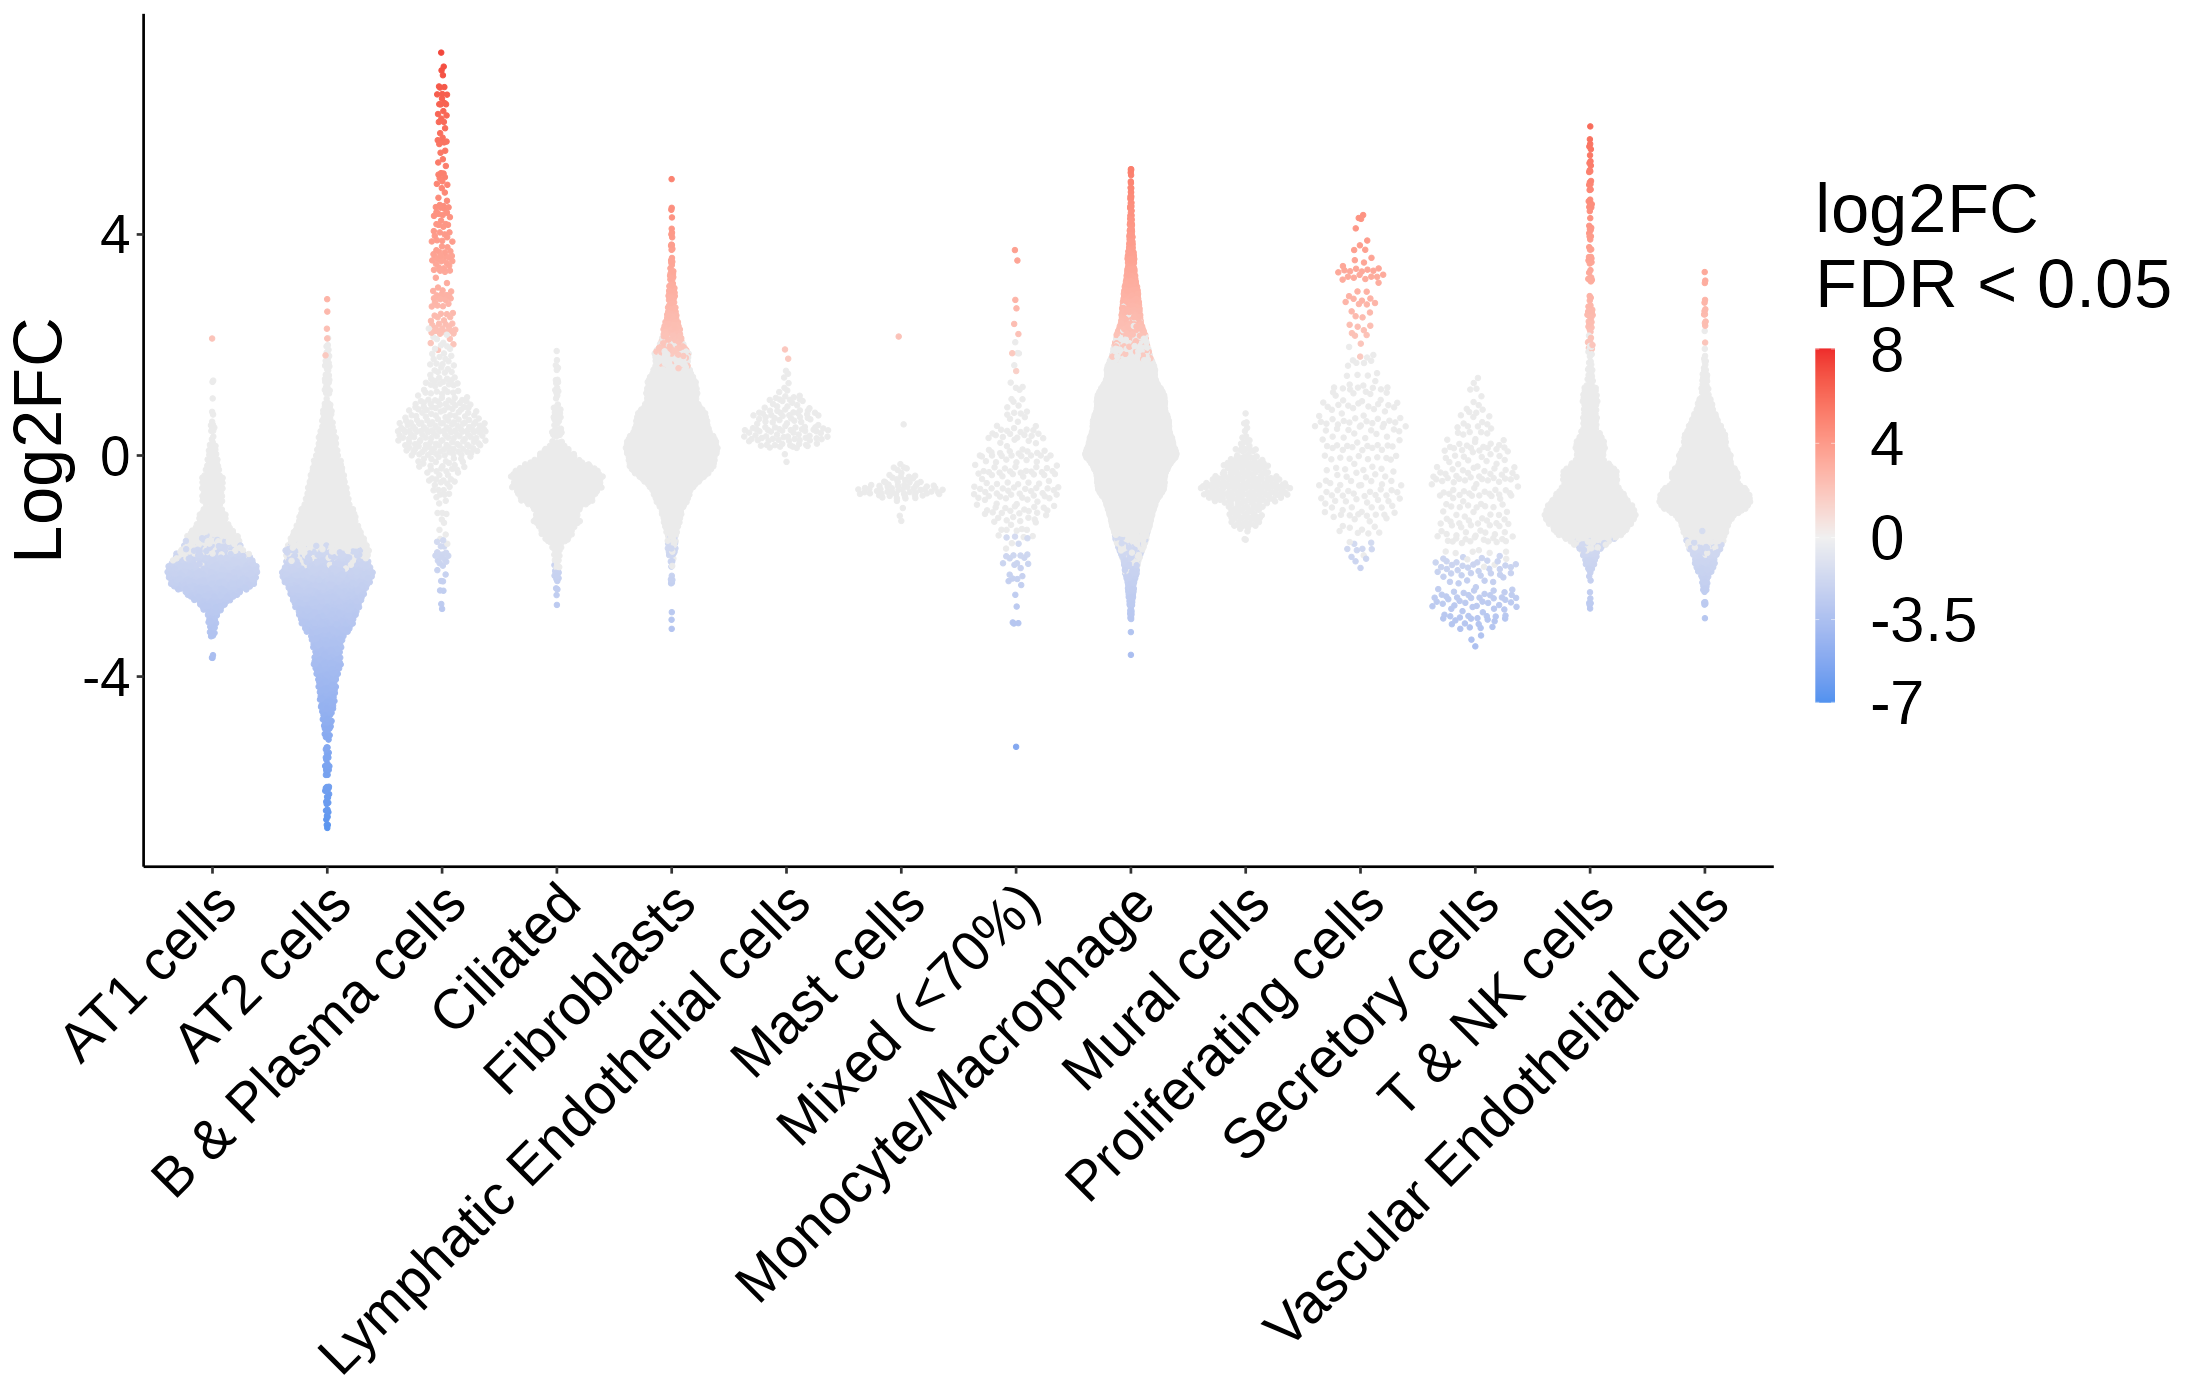 Log2FC
4
0
-4
AT1 cells
AT2 cells
B & Plasma cells
Ciliated
Fibroblasts
Lymphatic Endothelial cells
Mast cells
Mixed (<70%)
Monocyte/Macrophage
Mural cells
Proliferating cells
Secretory cells
T & NK cells
Vascular Endothelial cells
log2FC
FDR < 0.05
8
4
0
-3.5
-7